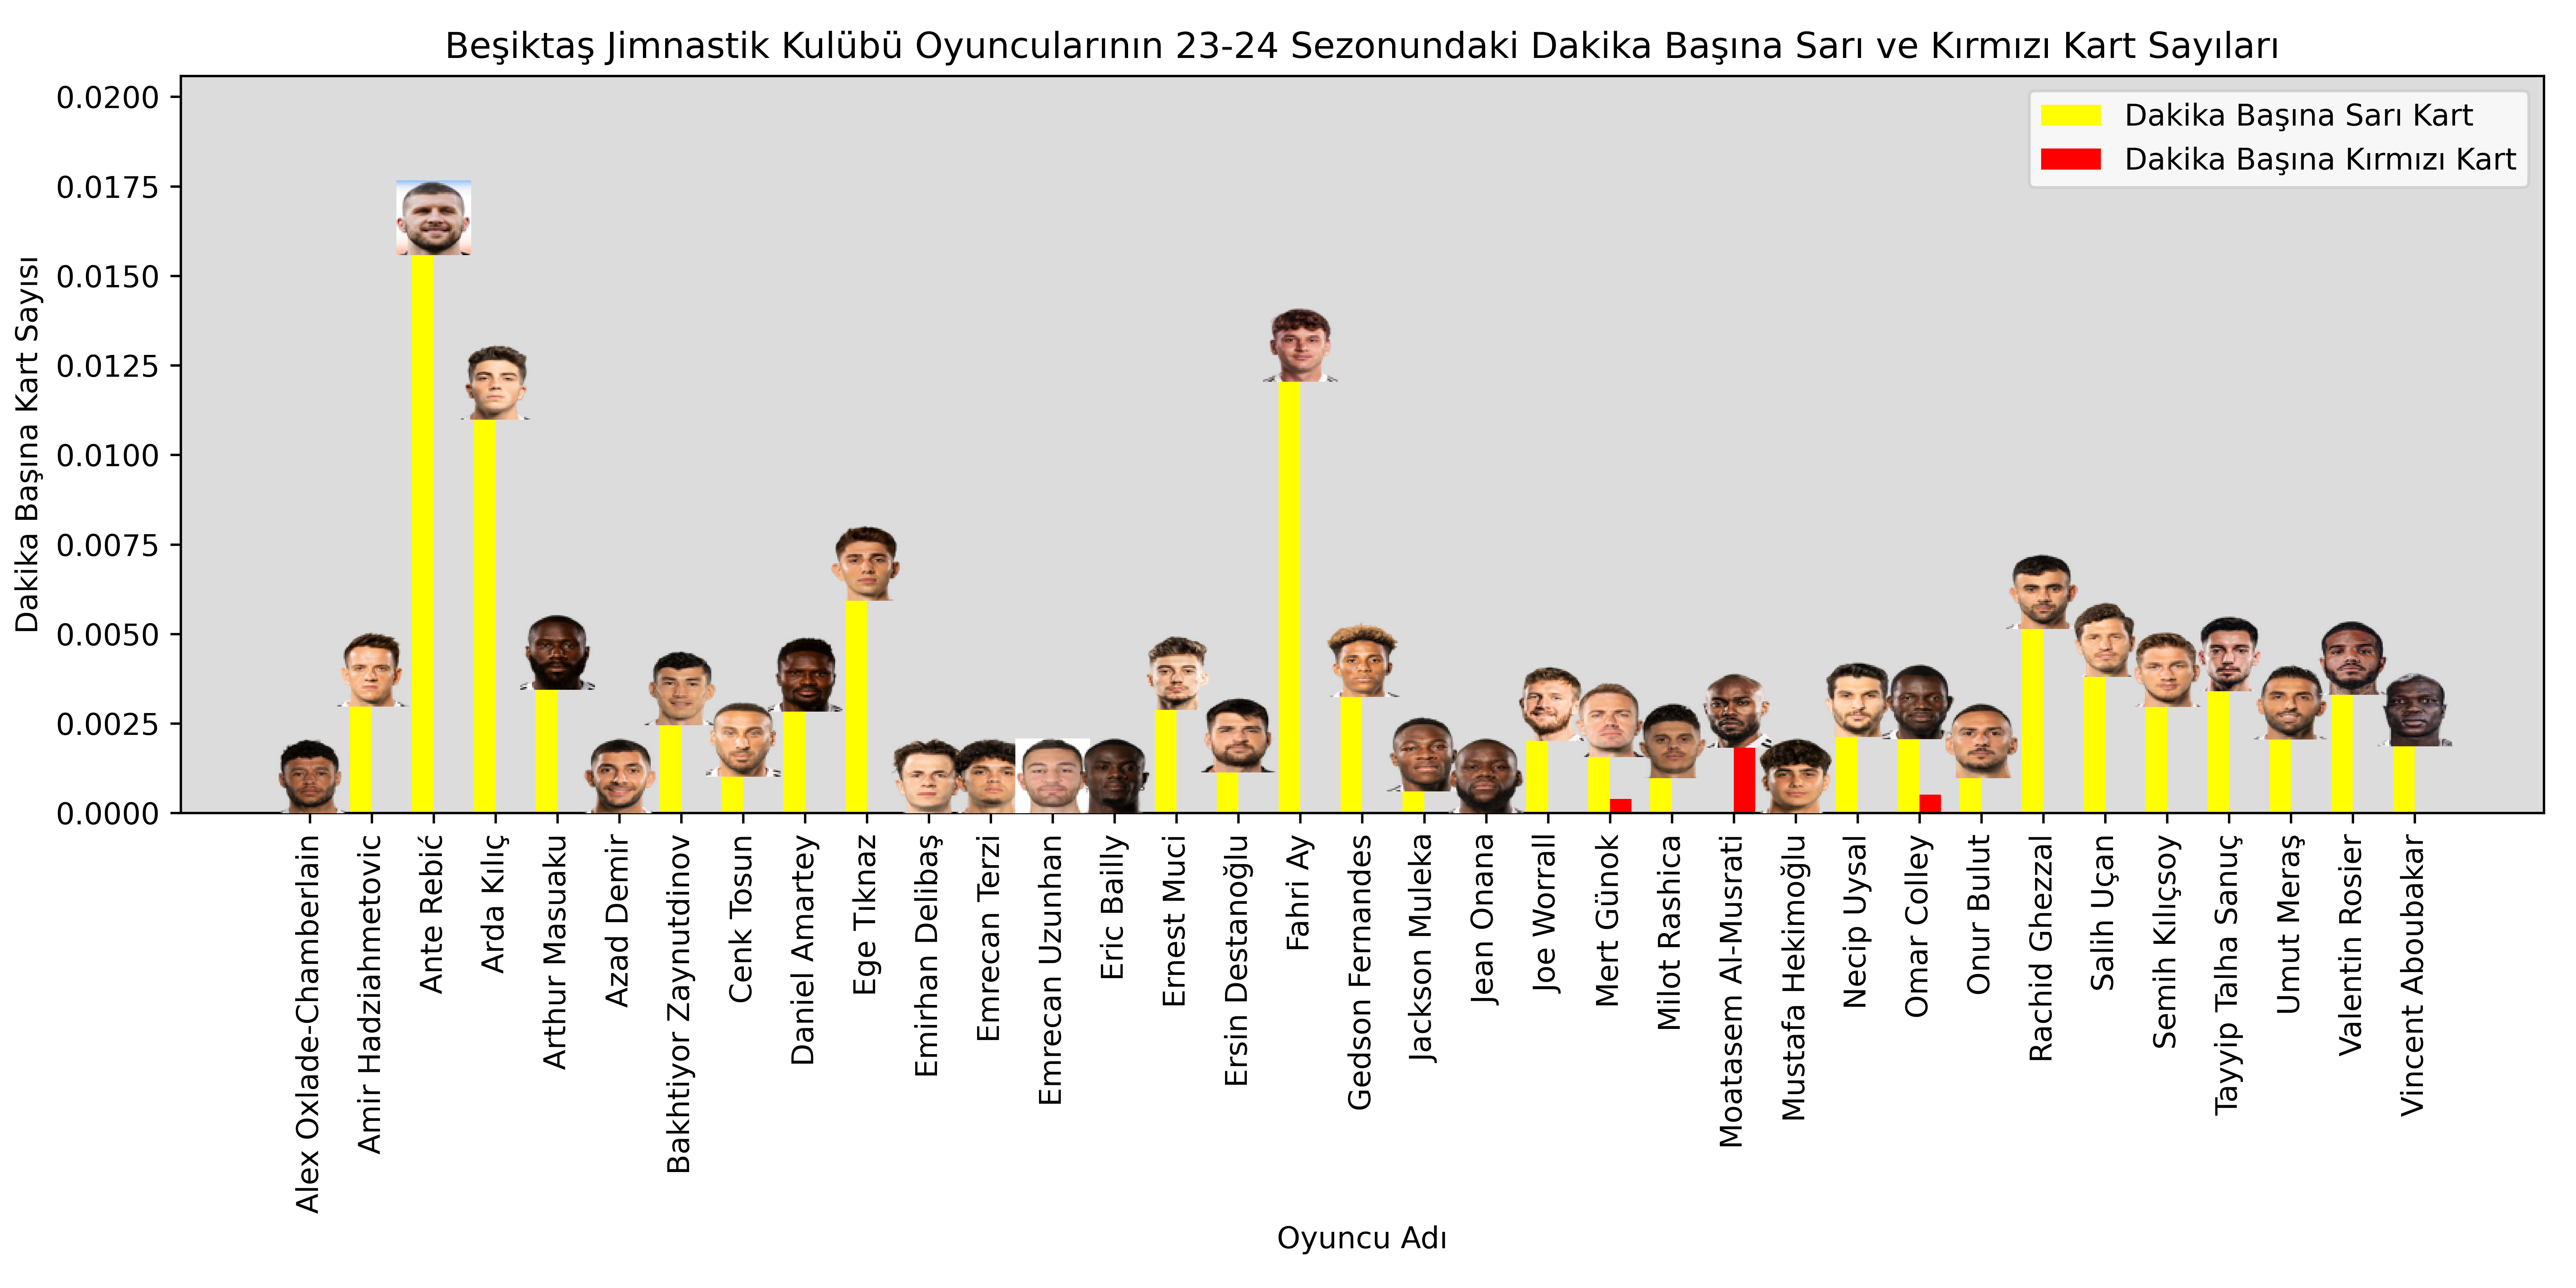 Beşiktaş Jimnastik Kulübü Oyuncularının 23-24 Sezonundaki Dakika Başına Sarı ve Kırmızı Kart Sayıları
Dakika Başına Sarı Kart
Dakika Başına Kırmızı Kart
Dakika Başına Kart Sayısı
0.0200
0.0175
0.0150
0.0125
0.0100
0.0075
0.0050
0.0025
0.0000
Alex Oxlade-Chamberlain
Amir Hadziahmetovic
Ante Rebić
Arda Kılıç
Arthur Masuaku
Azad Demir
Bakhtiyor Zaynutdinov
Cenk Tosun
Daniel Amartey
Ege Tıknaz
Emirhan Delibaş
Emrecan Terzi
Emrecan Uzunhan
Eric Bailly
Ernest Muci
Ersin Destanoğlu
Fahri Ay
Gedson Fernandes
Jackson Muleka
Jean Onana
Joe Worrall
Mert Günok
Milot Rashica
Moatasem Al-Musrati
Mustafa Hekimoğlu
Necip Uysal
Omar Colley
Onur Bulut
Rachid Ghezzal
Salih Uçan
Semih Kılıçsoy
Tayyip Talha Sanuç
Umut Meraş
Valentin Rosier
Vincent Aboubakar
Oyuncu Adı